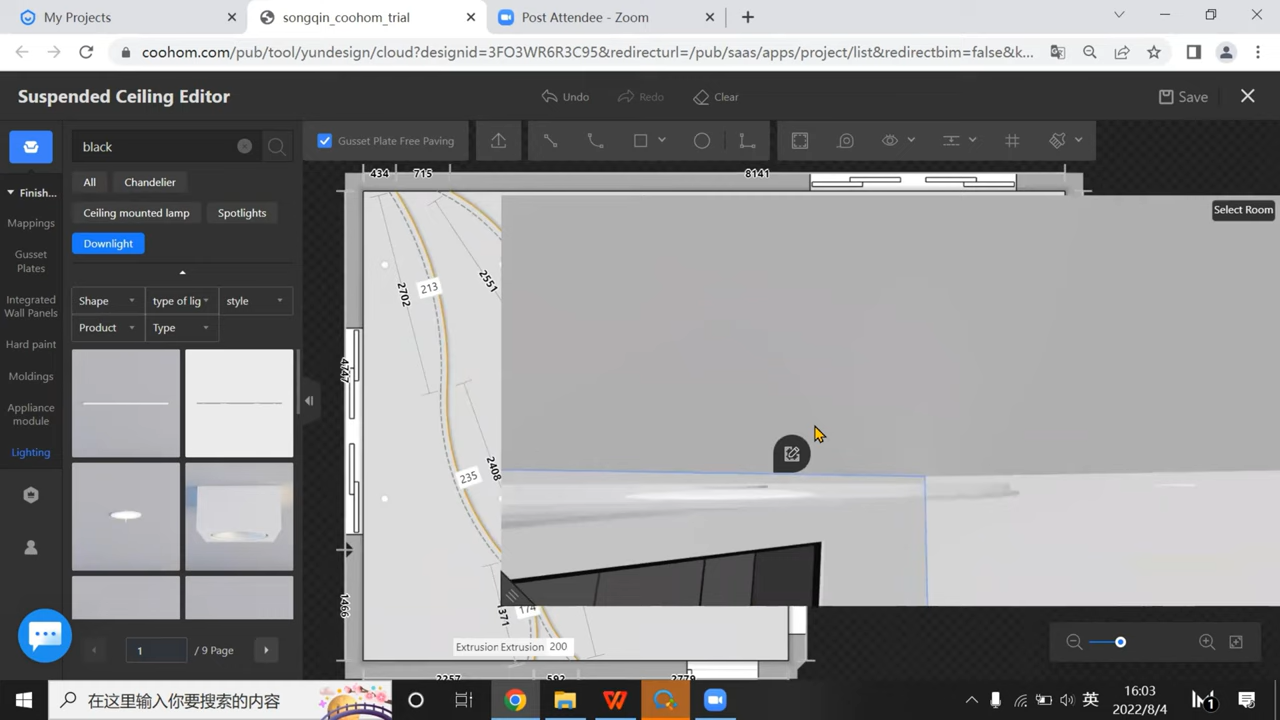 My Projects
songqin_coohom_trial
Post Attendee - Zoom
coohom.com/pub/tool/yundesign/cloud?designid=3FO3WR6R3C95&redirecturl=/pub/saas/apps/project/list&redirectbim=false&k...
Suspended Ceiling Editor
Undo
Redo
Clear
Save
black
Gusset Plate Free Paving
All
Chandelier
Ceiling mounted lamp
Spotlights
Downlight
Finish...
Mappings
Gusset
Plates
Integrated
Wall Panels
Hard paint
Moldings
Appliance
module
Lighting
Shape
type of lig
style
Product
Type
1
/ 9 Page
434
715
8141
Select Room
2551
213
2702
4747
2408
235
1466
174
1371
Extrusion Extrusion 200
2257
592
2779
在这里输入你要搜索的内容
英
16:03
2022/8/4
1